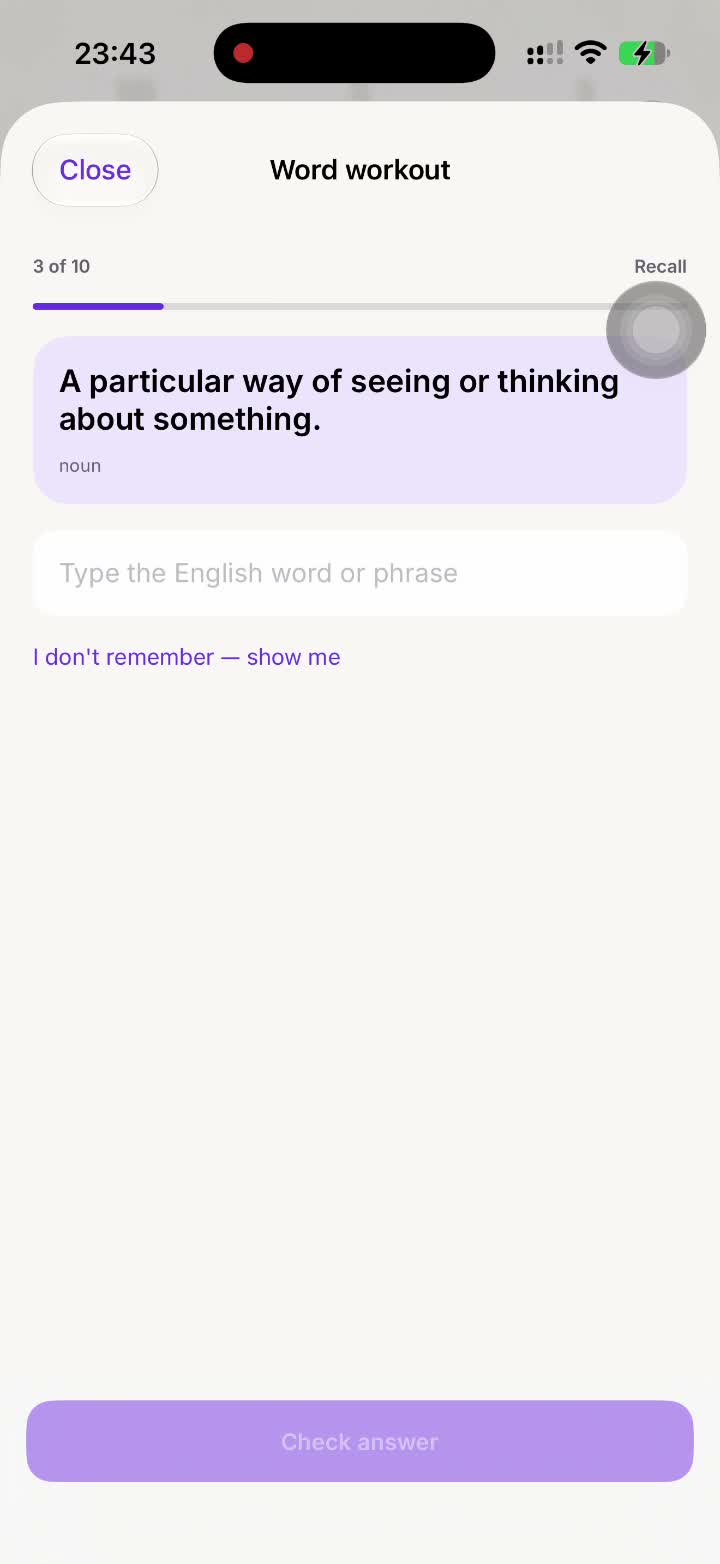 23:43
Close
Word workout
3 of 10
Recall
A particular way of seeing or thinking
about something.
noun
Type the English word or phrase
I don't remember — show me
Check answer